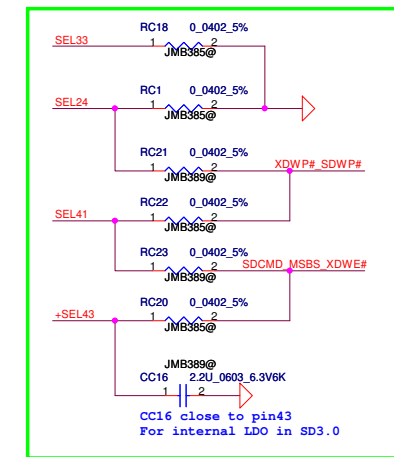 RC18 0_0402_5%
SEL33 1 2
JMB385@
RC1 0_0402_5%
SEL24 1 2
JMB385@
RC21 0_0402_5%
1 2 XDWP#_SDWP#
JMB389@
RC22 0_0402_5%
SEL41 1 2
JMB385@
RC23 0_0402_5%
1 2 SDCMD_MSBS_XDWE#
JMB389@
RC20 0_0402_5%
+SEL43 1 2
JMB385@
JMB389@
CC16 2.2U_0603_6.3V6K
1 2
CC16 close to pin43
For internal LDO in SD3.0